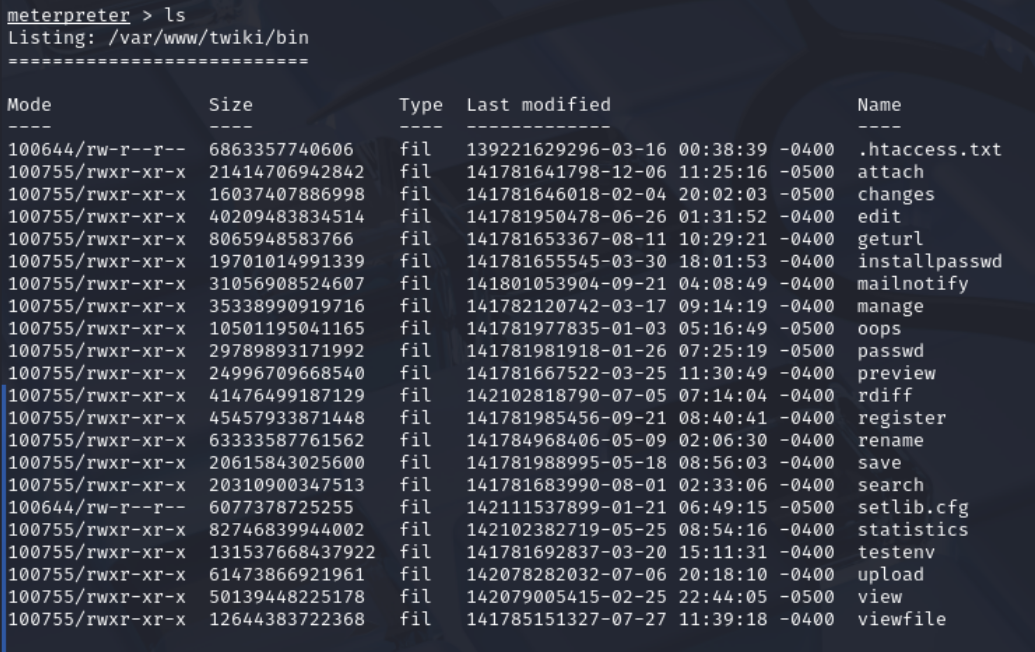 meterpreter > ls
Listing: /var/www/twiki/bin
===========================
Mode Size Type Last modified Name
---- ---- ---- ------------- ----
100644/rw-r--r-- 6863357740606 fil 139221629296-03-16 00:38:39 -0400 .htaccess.txt
100755/rwxr-xr-x 21414706942842 fil 141781641798-12-06 11:25:16 -0500 attach
100755/rwxr-xr-x 16037407886998 fil 141781646018-02-04 20:02:03 -0500 changes
100755/rwxr-xr-x 40209483834514 fil 141781950478-06-26 01:31:52 -0400 edit
100755/rwxr-xr-x 8065948583766 fil 141781653367-08-11 10:29:21 -0400 geturl
100755/rwxr-xr-x 19701014991339 fil 141781655545-03-30 18:01:53 -0400 installpasswd
100755/rwxr-xr-x 31056908524607 fil 141801053904-09-21 04:08:49 -0400 mailnotify
100755/rwxr-xr-x 35338990919716 fil 141782120742-03-17 09:14:19 -0400 manage
100755/rwxr-xr-x 10501195041165 fil 141781977835-01-03 05:16:49 -0500 oops
100755/rwxr-xr-x 29789893171992 fil 141781981918-01-26 07:25:19 -0500 passwd
100755/rwxr-xr-x 24996709668540 fil 141781667522-03-25 11:30:49 -0400 preview
100755/rwxr-xr-x 41476499187129 fil 142102818790-07-05 07:14:04 -0400 rdiff
100755/rwxr-xr-x 45457933871448 fil 141781985456-09-21 08:40:41 -0400 register
100755/rwxr-xr-x 63333587761562 fil 141784968406-05-09 02:06:30 -0400 rename
100755/rwxr-xr-x 20615843025600 fil 141781988995-05-18 08:56:03 -0400 save
100755/rwxr-xr-x 20310900347513 fil 141781683990-08-01 02:33:06 -0400 search
100644/rw-r--r-- 6077378725255 fil 142111537899-01-21 06:49:15 -0500 setlib.cfg
100755/rwxr-xr-x 82746839944002 fil 142102382719-05-25 08:54:16 -0400 statistics
100755/rwxr-xr-x 131537668437922 fil 141781692837-03-20 15:11:31 -0400 testenv
100755/rwxr-xr-x 61473866921961 fil 142078282032-07-06 20:18:10 -0400 upload
100755/rwxr-xr-x 50139448225178 fil 142079005415-02-25 22:44:05 -0500 view
100755/rwxr-xr-x 12644383722368 fil 141785151327-07-27 11:39:18 -0400 viewfile